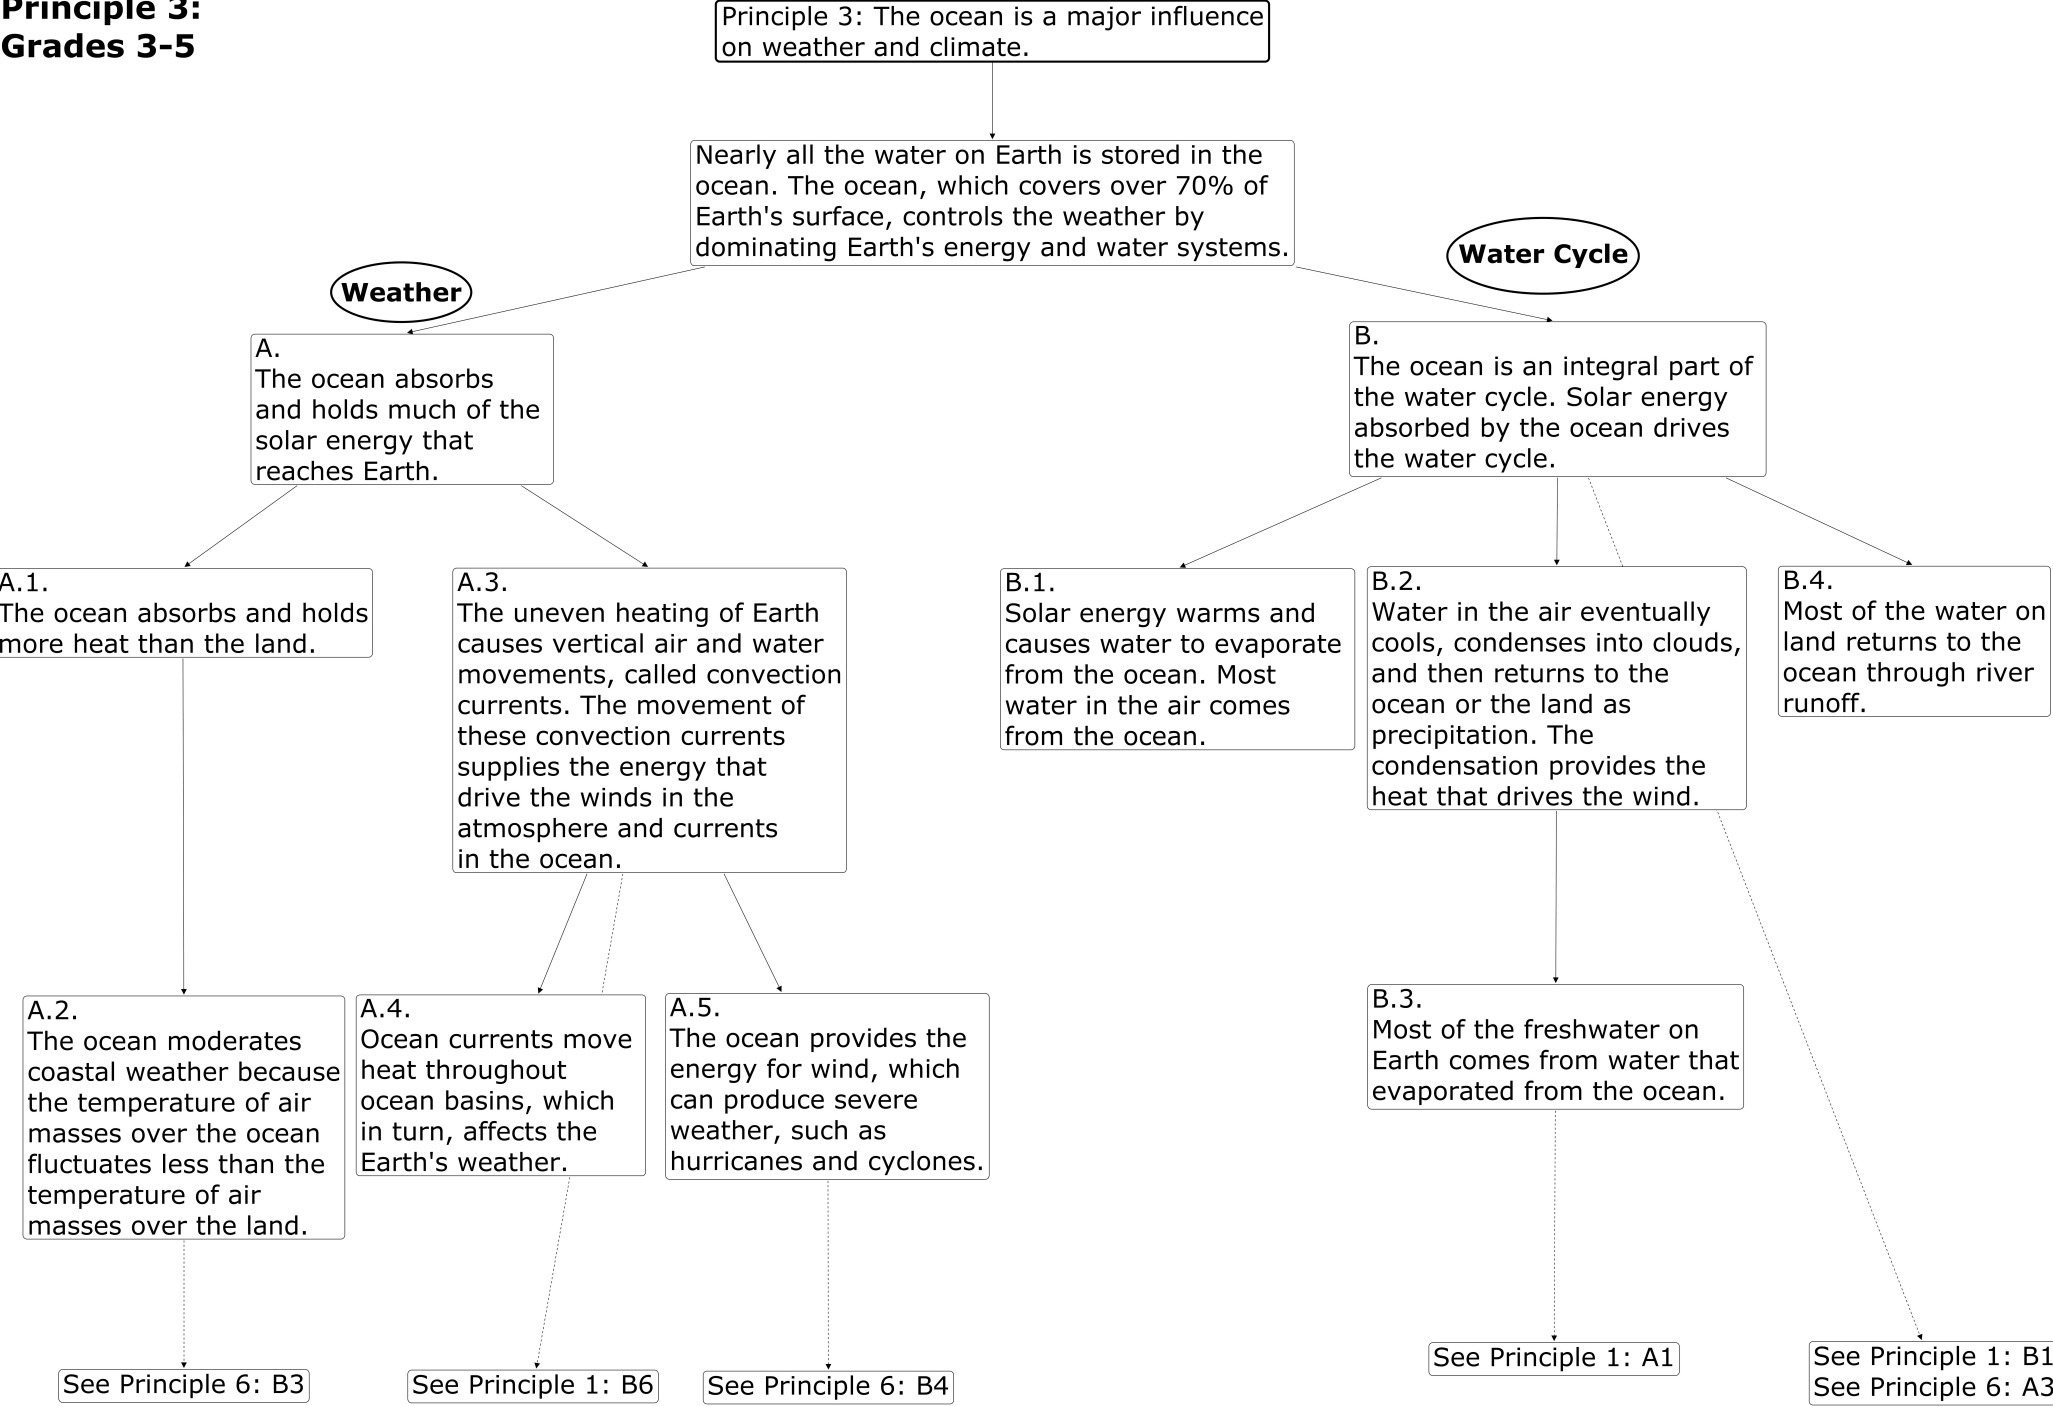 Principle 3:
Grades 3-5
Principle 3: The ocean is a major influence
on weather and climate.
Nearly all the water on Earth is stored in the
ocean. The ocean, which covers over 70% of
Earth's surface, controls the weather by
dominating Earth's energy and water systems.
Weather
Water Cycle
A.
The ocean absorbs
and holds much of the
solar energy that
reaches Earth.
B.
The ocean is an integral part of
the water cycle. Solar energy
absorbed by the ocean drives
the water cycle.
A.1.
The ocean absorbs and holds
more heat than the land.
A.3.
The uneven heating of Earth
causes vertical air and water
movements, called convection
currents. The movement of
these convection currents
supplies the energy that
drive the winds in the
atmosphere and currents
in the ocean.
B.1.
Solar energy warms and
causes water to evaporate
from the ocean. Most
water in the air comes
from the ocean.
B.2.
Water in the air eventually
cools, condenses into clouds,
and then returns to the
ocean or the land as
precipitation. The
condensation provides the
heat that drives the wind.
B.4.
Most of the water on
land returns to the
ocean through river
runoff.
A.2.
The ocean moderates
coastal weather because
the temperature of air
masses over the ocean
fluctuates less than the
temperature of air
masses over the land.
A.4.
Ocean currents move
heat throughout
ocean basins, which
in turn, affects the
Earth's weather.
A.5.
The ocean provides the
energy for wind, which
can produce severe
weather, such as
hurricanes and cyclones.
B.3.
Most of the freshwater on
Earth comes from water that
evaporated from the ocean.
See Principle 6: B3
See Principle 1: B6
See Principle 6: B4
See Principle 1: A1
See Principle 1: B1
See Principle 6: A3